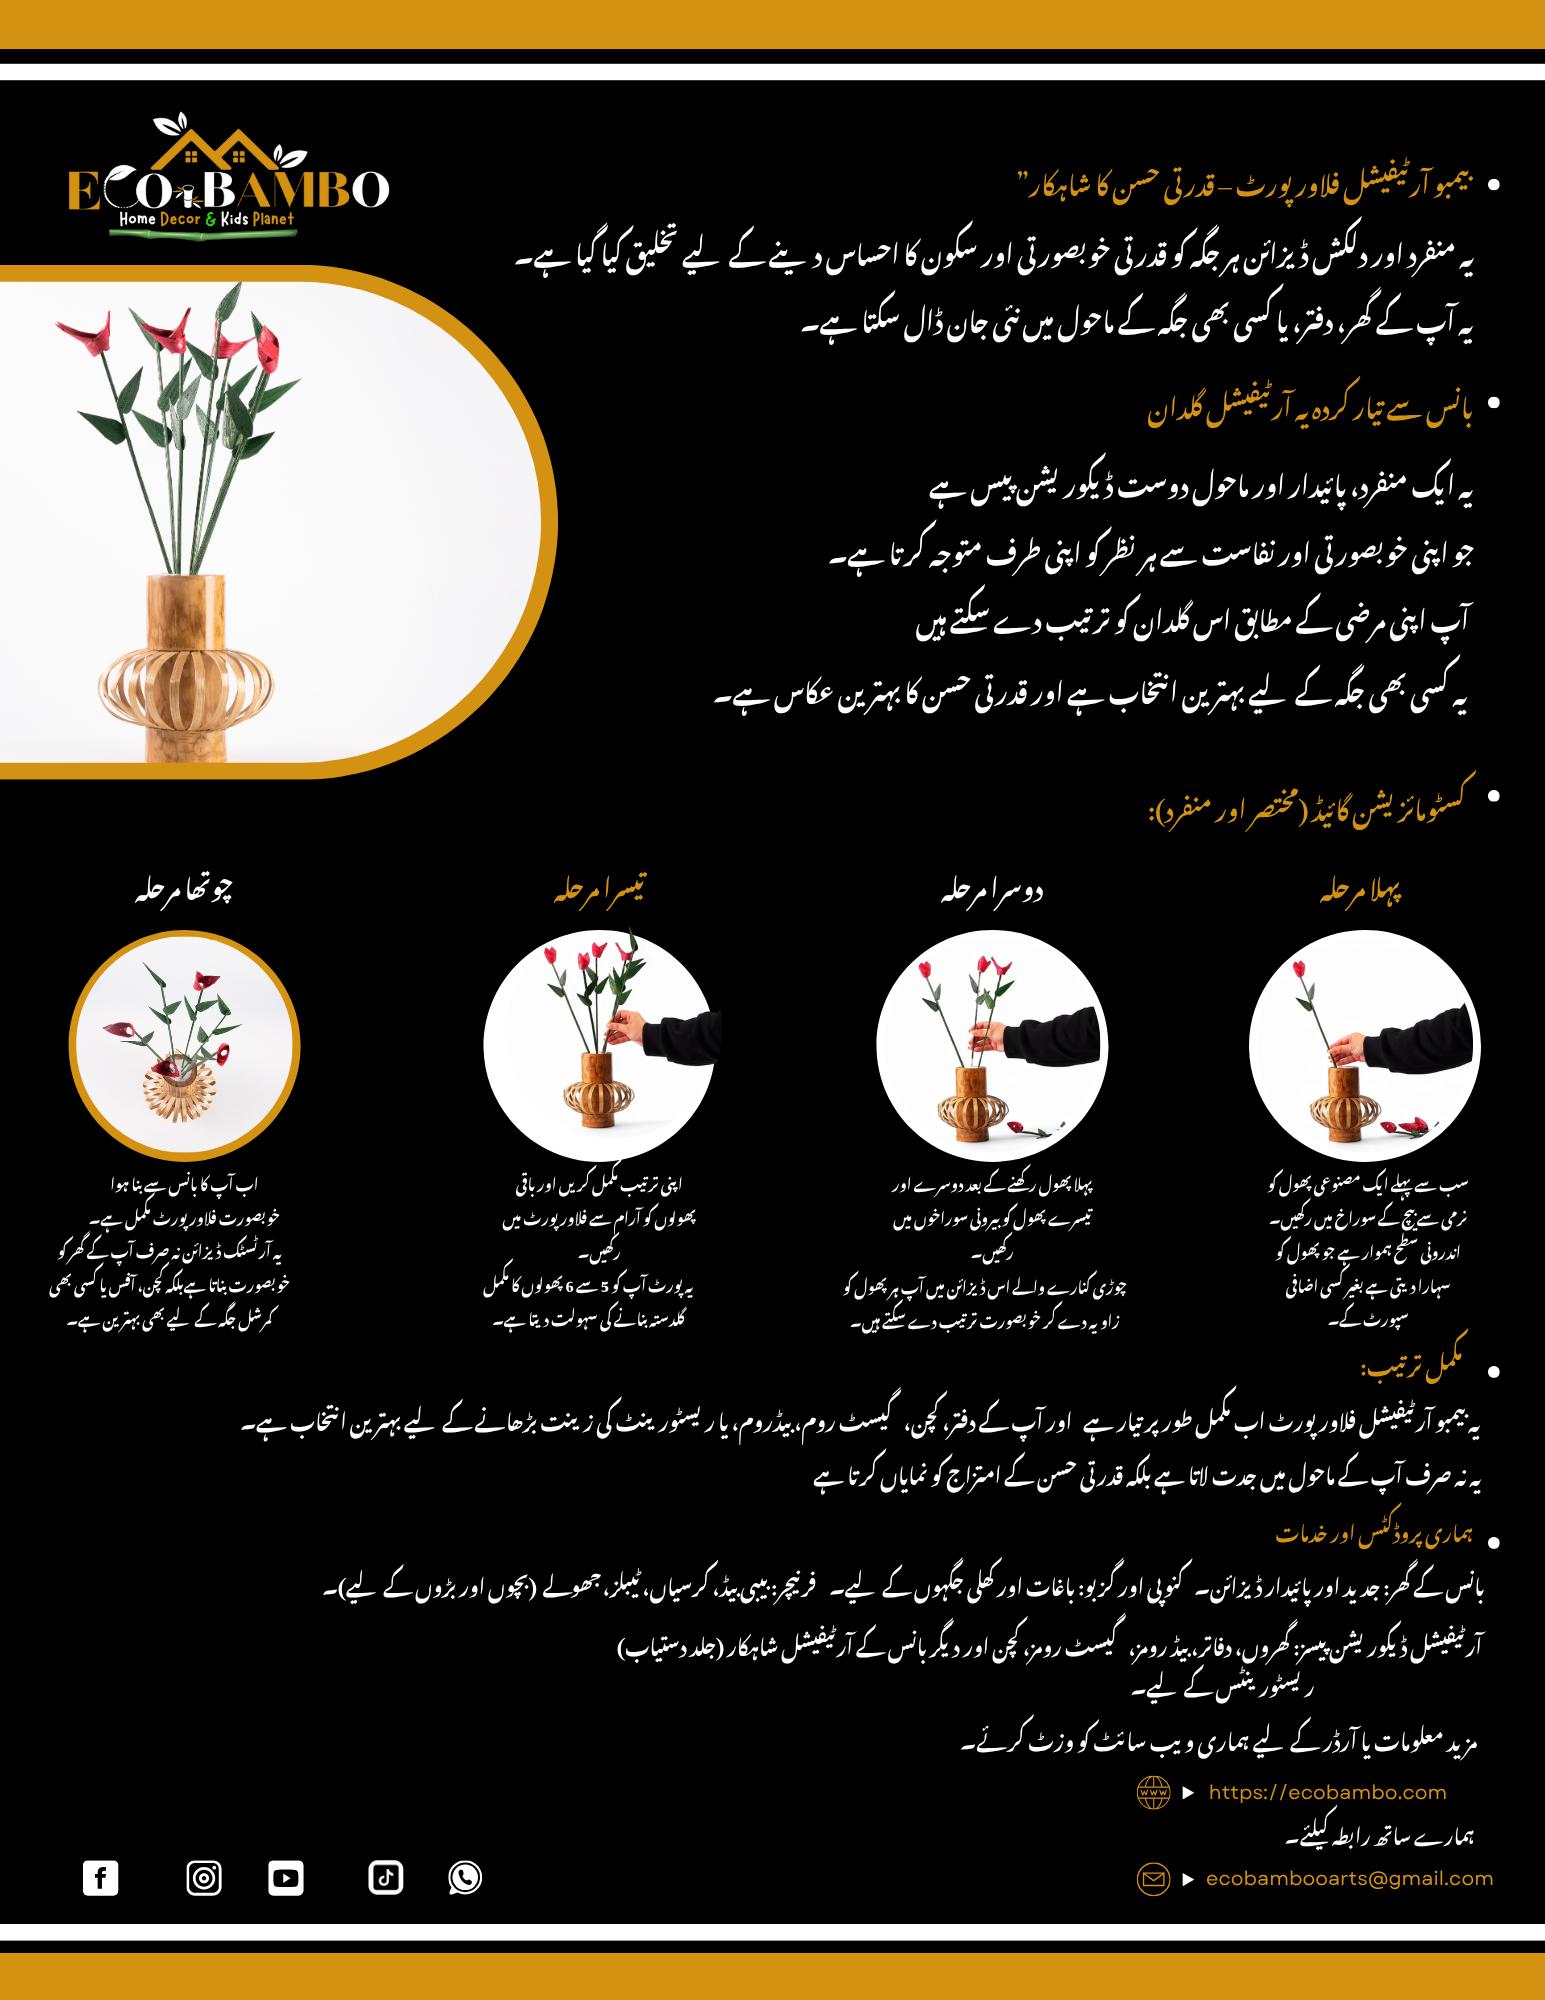 ECO BAMBO
Home Decor & Kids Planet
بیمبو آرٹیفیشل فلاور پورٹ – قدرتی حسن کا شاہکار”
یہ منفرد اور دلکش ڈیزائن ہر جگہ کو قدرتی خوبصورتی اور سکون کا احساس دینے کے لیے تخلیق کیا گیا ہے۔
یہ آپ کے گھر، دفتر، یا کسی بھی جگہ کے ماحول میں نئی جان ڈال سکتا ہے۔
بانس سے تیار کردہ یہ آرٹیفیشل گلدان
یہ ایک منفرد، پائیدار اور ماحول دوست ڈیکوریشن پیس ہے
جو اپنی خوبصورتی اور نفاست سے ہر نظر کو اپنی طرف متوجہ کرتا ہے۔
آپ اپنی مرضی کے مطابق اس گلدان کو ترتیب دے سکتے ہیں
یہ کسی بھی جگہ کے لیے بہترین انتخاب ہے اور قدرتی حسن کا بہترین عکاس ہے۔
کسٹومائزیشن گائیڈ (مختصر اور منفرد):
پہلا مرحلہ
سب سے پہلے ایک مصنوعی پھول کو
نرمی سے بیچ کے سوراخ میں رکھیں۔
اندرونی سطح ہموار ہے جو پھول کو
سہارا دیتی ہے بغیر کسی اضافی
سپورٹ کے۔
دوسرا مرحلہ
پہلا پھول رکھنے کے بعد دوسرے اور
تیسرے پھول کو بیرونی سوراخوں میں
رکھیں۔
چوڑی کنارے والے اس ڈیزائن میں آپ ہر پھول کو
زاویہ دے کر خوبصورت ترتیب دے سکتے ہیں۔
تیسرا مرحلہ
اپنی ترتیب مکمل کریں اور باقی
پھولوں کو آرام سے فلاور پورٹ میں
رکھیں۔
یہ پورٹ آپ کو 5 سے 6 پھولوں کا مکمل
گلدستہ بنانے کی سہولت دیتا ہے۔
چوتھا مرحلہ
اب آپ کا بانس سے بنا ہوا
خوبصورت فلاور پورٹ مکمل ہے۔
یہ آرٹسٹک ڈیزائن نہ صرف آپ کے گھر کو
خوبصورت بناتا ہے بلکہ کچن، آفس یا کسی بھی
کمرشل جگہ کے لیے بھی بہترین ہے۔
مکمل ترتیب:
یہ بیمبو آرٹیفیشل فلاور پورٹ اب مکمل طور پر تیار ہے اور آپ کے دفتر، کچن، گیسٹ روم، بیڈروم، یا ریسٹورینٹ کی زینت بڑھانے کے لیے بہترین انتخاب ہے۔
یہ نہ صرف آپ کے ماحول میں جدت لاتا ہے بلکہ قدرتی حسن کے امتزاج کو نمایاں کرتا ہے
ہماری پروڈکٹس اور خدمات
بانس کے گھر: جدید اور پائیدار ڈیزائن۔ کنوپی اور گزبو: باغات اور کھلی جگہوں کے لیے۔ فرنیچر: بیبی بیڈ، کرسیاں، ٹیبلز، جھولے (بچوں اور بڑوں کے لیے)۔
آرٹیفیشل ڈیکوریشن پیسز: گھروں، دفاتر، بیڈ رومز، گیسٹ رومز، کچن اور دیگر بانس کے آرٹیفیشل شاہکار (جلد دستیاب)
ریسٹورینٹس کے لیے۔
مزید معلومات یا آرڈر کے لیے ہماری ویب سائٹ کو وزٹ کرئے۔
https://ecobambo.com
ہمارے ساتھ رابطہ کیلئے۔
ecobambooarts@gmail.com